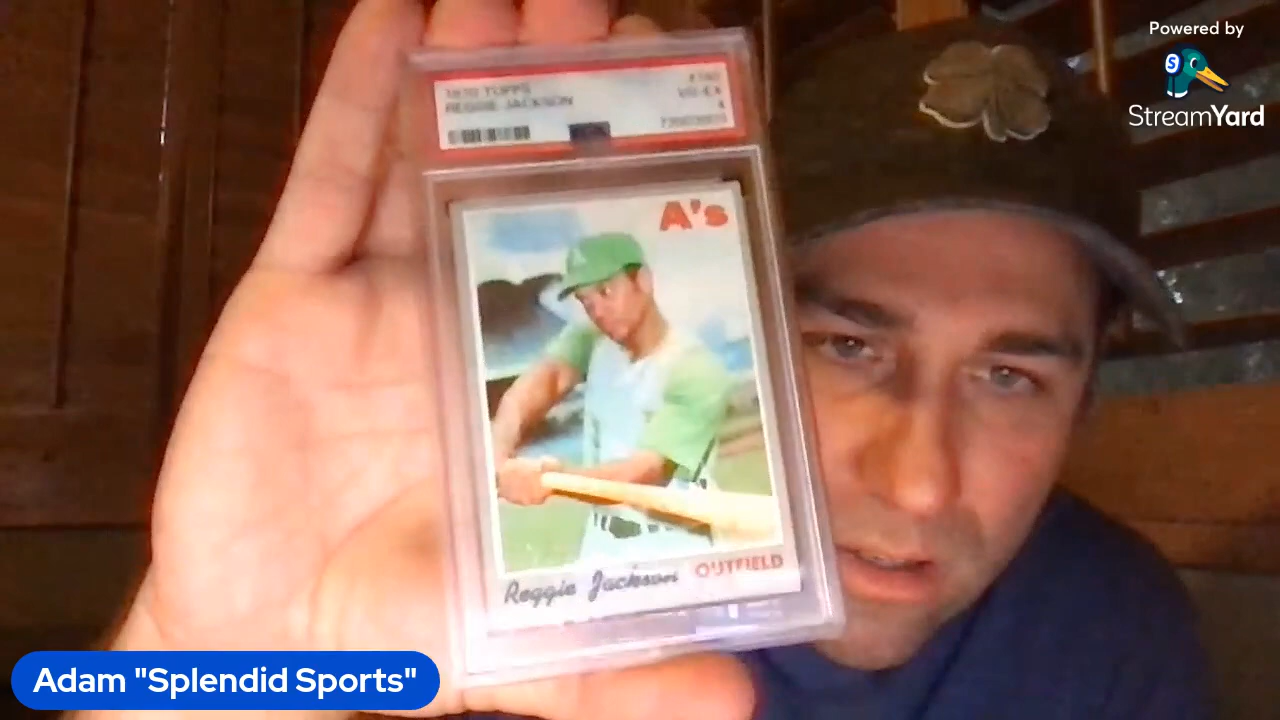 Powered by
StreamYard
1970 TOPPS
REGGIE JACKSON
VG-EX
4
A's
A
Reggie Jackson
OUTFIELD
Adam "Splendid Sports"